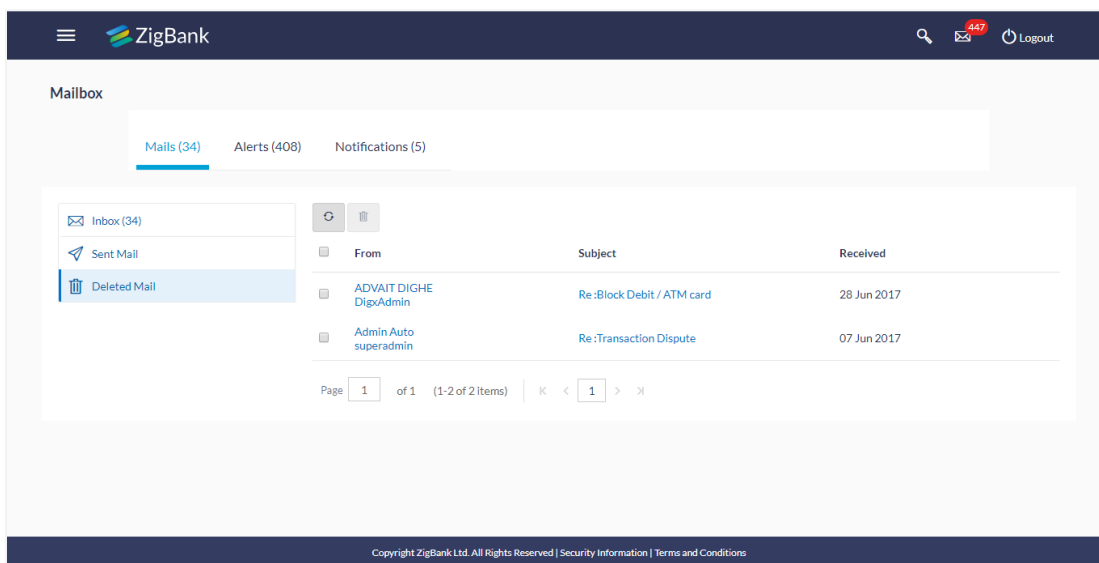 ZigBank
447
Logout
Mailbox
Mails (34) Alerts (408) Notifications (5)
Inbox (34)
Sent Mail
Deleted Mail
From Subject Received
ADVAIT DIGHE
DigxAdmin
Re :Block Debit / ATM card
28 Jun 2017
Admin Auto
superadmin
Re :Transaction Dispute
07 Jun 2017
Page 1 of 1 (1-2 of 2 items) 1
Copyright ZigBank Ltd. All Rights Reserved | Security Information | Terms and Conditions